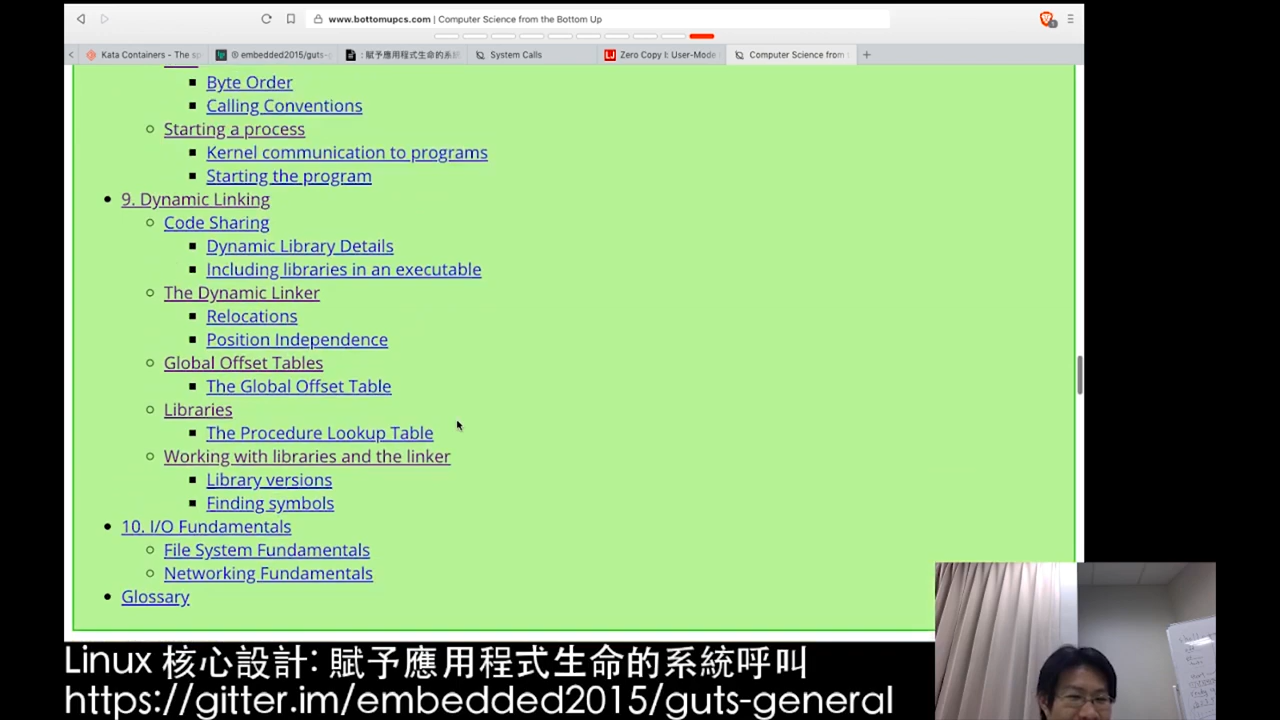 www.bottomupcs.com | Computer Science from the Bottom Up
Kata Containers - The sp
embedded2015/guts-
: 賦予應用程式生命的系統
System Calls
Zero Copy I: User-Mode
Computer Science from
Byte Order
Calling Conventions
Starting a process
Kernel communication to programs
Starting the program
9. Dynamic Linking
Code Sharing
Dynamic Library Details
Including libraries in an executable
The Dynamic Linker
Relocations
Position Independence
Global Offset Tables
The Global Offset Table
Libraries
The Procedure Lookup Table
Working with libraries and the linker
Library versions
Finding symbols
10. I/O Fundamentals
File System Fundamentals
Networking Fundamentals
Glossary
Linux 核心設計: 賦予應用程式生命的系統呼叫
https://gitter.im/embedded2015/guts-general